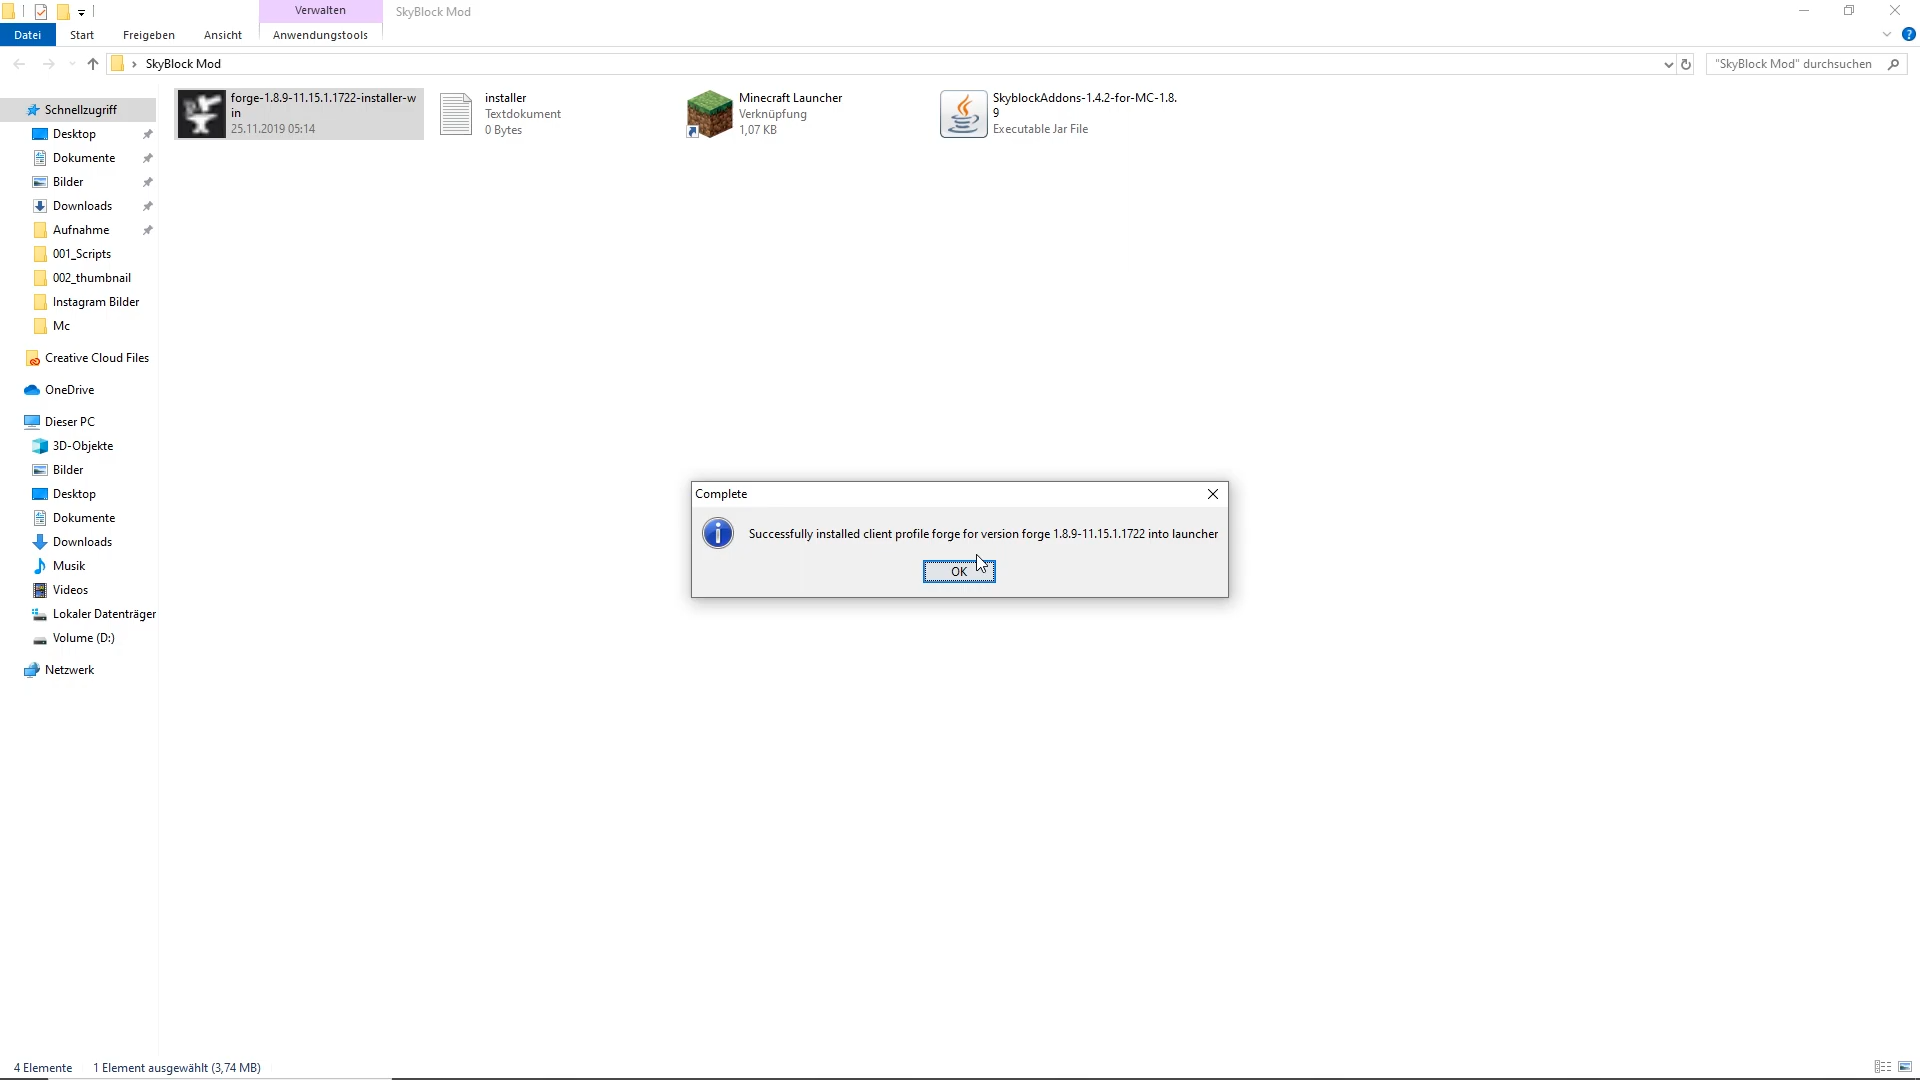 Verwalten
SkyBlock Mod
Datei
Start
Freigeben
Ansicht
Anwendungstools
SkyBlock Mod
"SkyBlock Mod" durchsuchen
Schnellzugriff
Desktop
Dokumente
Bilder
Downloads
Aufnahme
001_Scripts
002_thumbnail
Instagram Bilder
Mc
Creative Cloud Files
OneDrive
Dieser PC
3D-Objekte
Bilder
Desktop
Dokumente
Downloads
Musik
Videos
Lokaler Datenträger
Volume (D:)
Netzwerk
forge-1.8.9-11.15.1.1722-installer-w
in
25.11.2019 05:14
installer
Textdokument
0 Bytes
Minecraft Launcher
Verknüpfung
1,07 KB
SkyblockAddons-1.4.2-for-MC-1.8.
9
Executable Jar File
Complete
Successfully installed client profile forge for version forge 1.8.9-11.15.1.1722 into launcher
OK
4 Elemente
1 Element ausgewählt (3,74 MB)